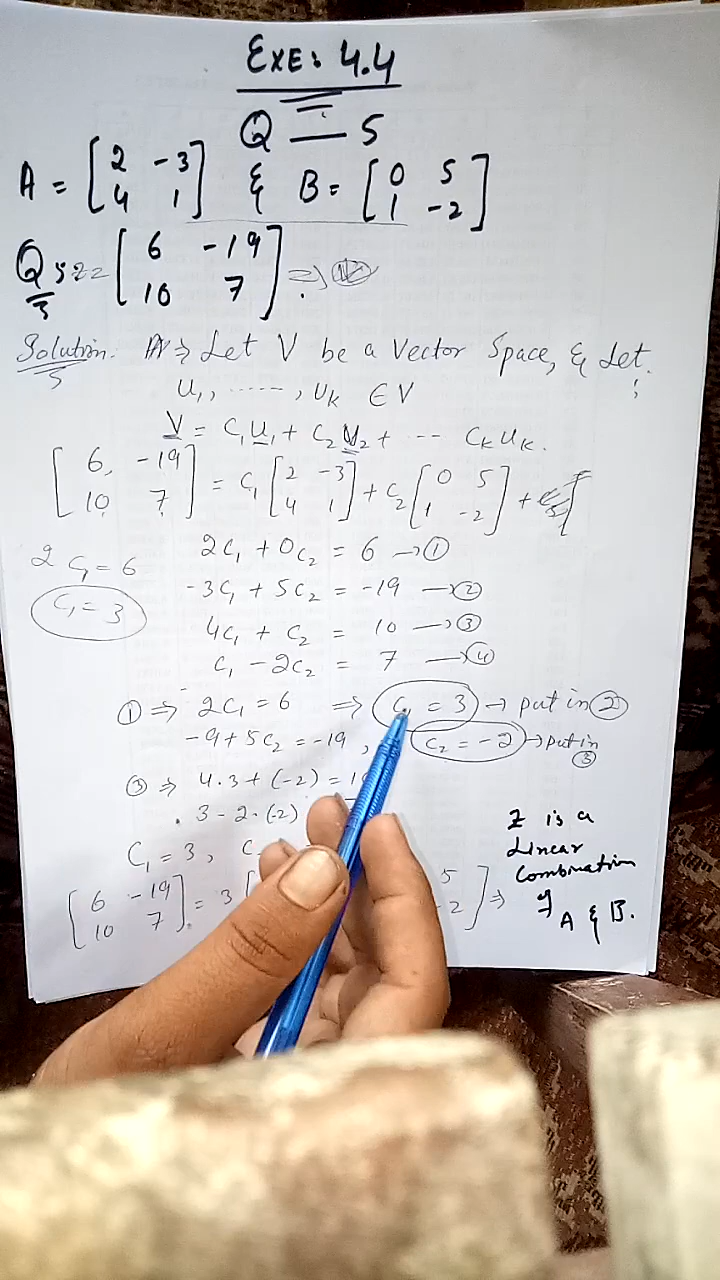 EXE: 4.4
Q — 5
A = [2 -3
4 1] & B = [0 5
1 -2]
Q 5 z = [6 -19
10 7] ⇒
Solution. ⇒ Let V be a Vector Space, & Let.
u₁, ......, uₖ ∈ V
V = C₁u₁ + C₂u₂ + -- Cₖuₖ.
[6, -19
10 7] = C₁ [2 -3
4 1] + C₂ [0 5
1 -2] +
2C₁ = 6
C₁ = 3
2C₁ + 0C₂ = 6 → ①
-3C₁ + 5C₂ = -19 → ②
4C₁ + C₂ = 10 → ③
C₁ - 2C₂ = 7 → ④
① ⇒ 2C₁ = 6 ⇒ C₁ = 3 → put in ②
-9 + 5C₂ = -19, C₂ = -2 → put in ③
③ ⇒ 4.3 + (-2) = 1
. 3 - 2.(-2)
C₁ = 3, C
[6 -19
10 7] = 3 [ 5
-2] ⇒
Z is a
Linear
Combination
of
A & B.